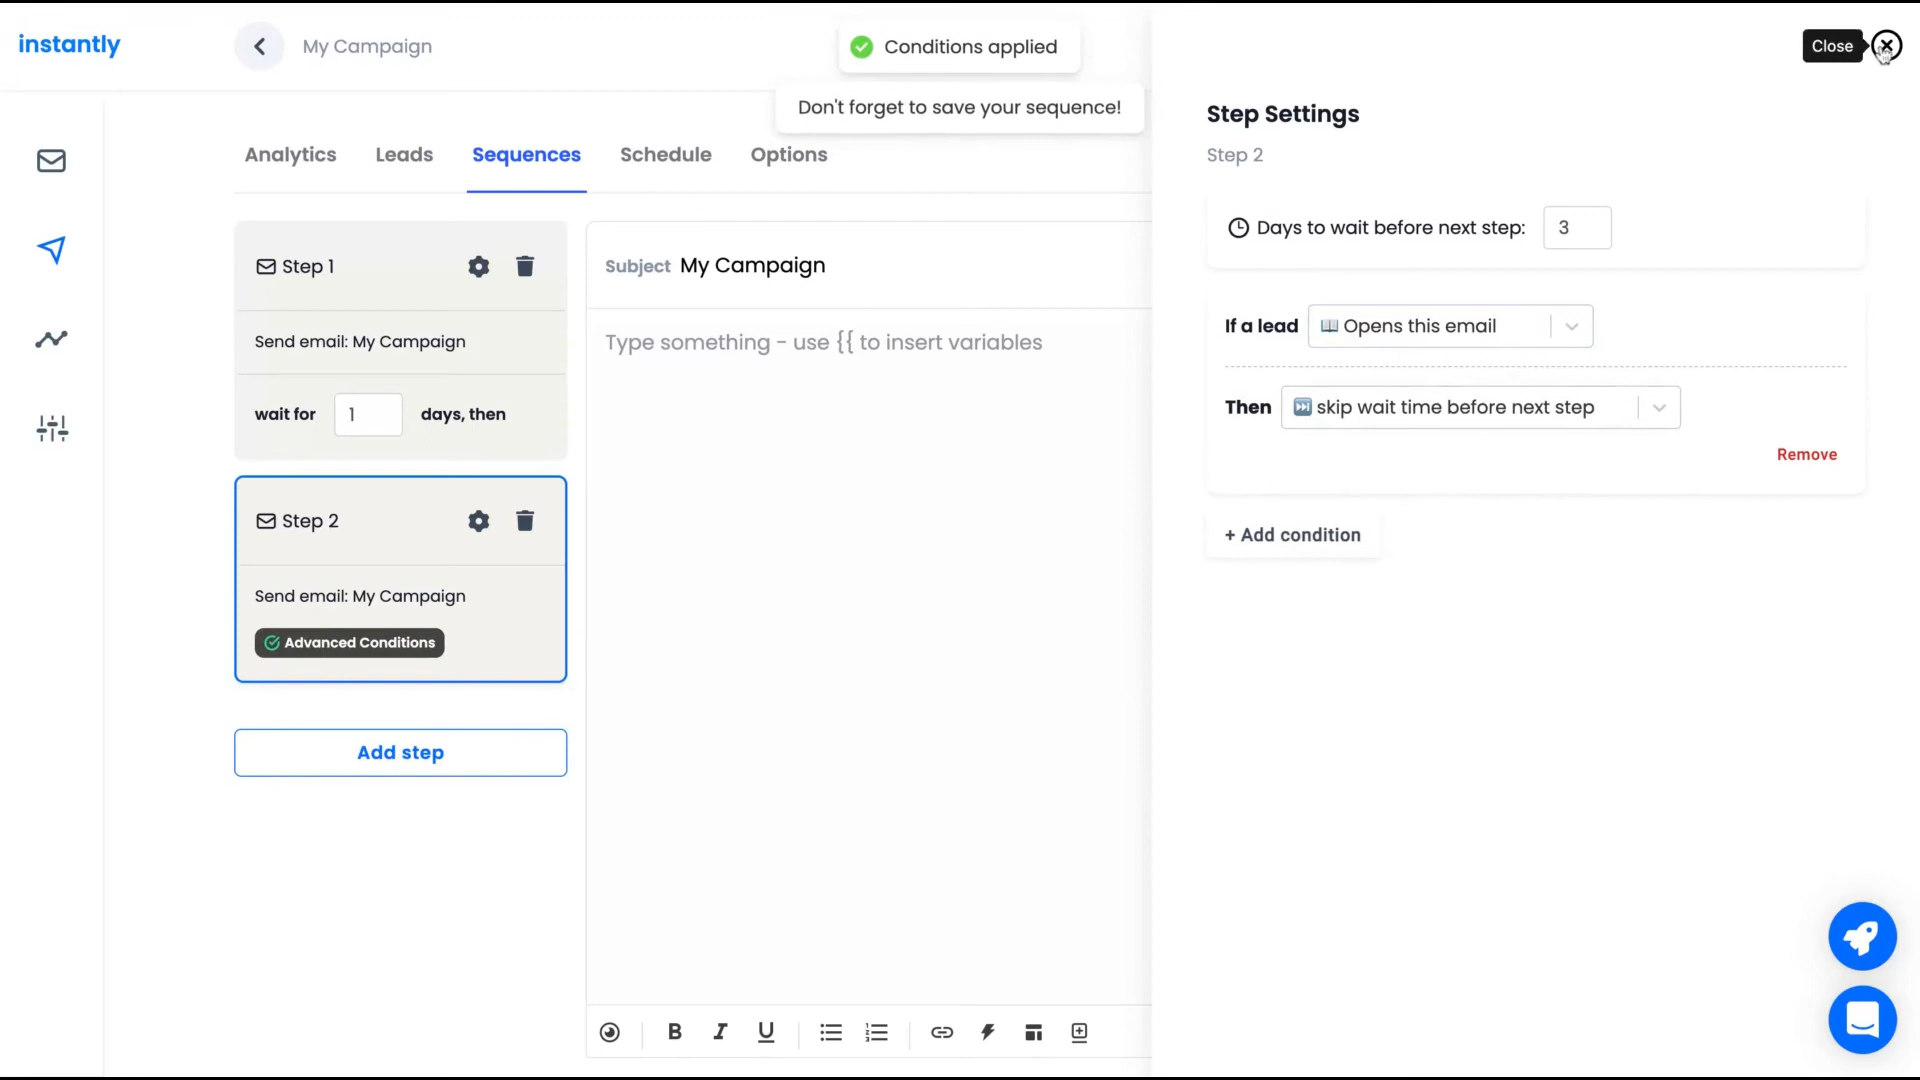 instantly
My Campaign
Conditions applied
Don't forget to save your sequence!
Close
Analytics
Leads
Sequences
Schedule
Options
Step 1
Send email: My Campaign
wait for 1 days, then
Step 2
Send email: My Campaign
Advanced Conditions
Add step
Subject My Campaign
Type something - use {{ to insert variables
B I U
Step Settings
Step 2
Days to wait before next step: 3
If a lead Opens this email
Then skip wait time before next step
Remove
+ Add condition